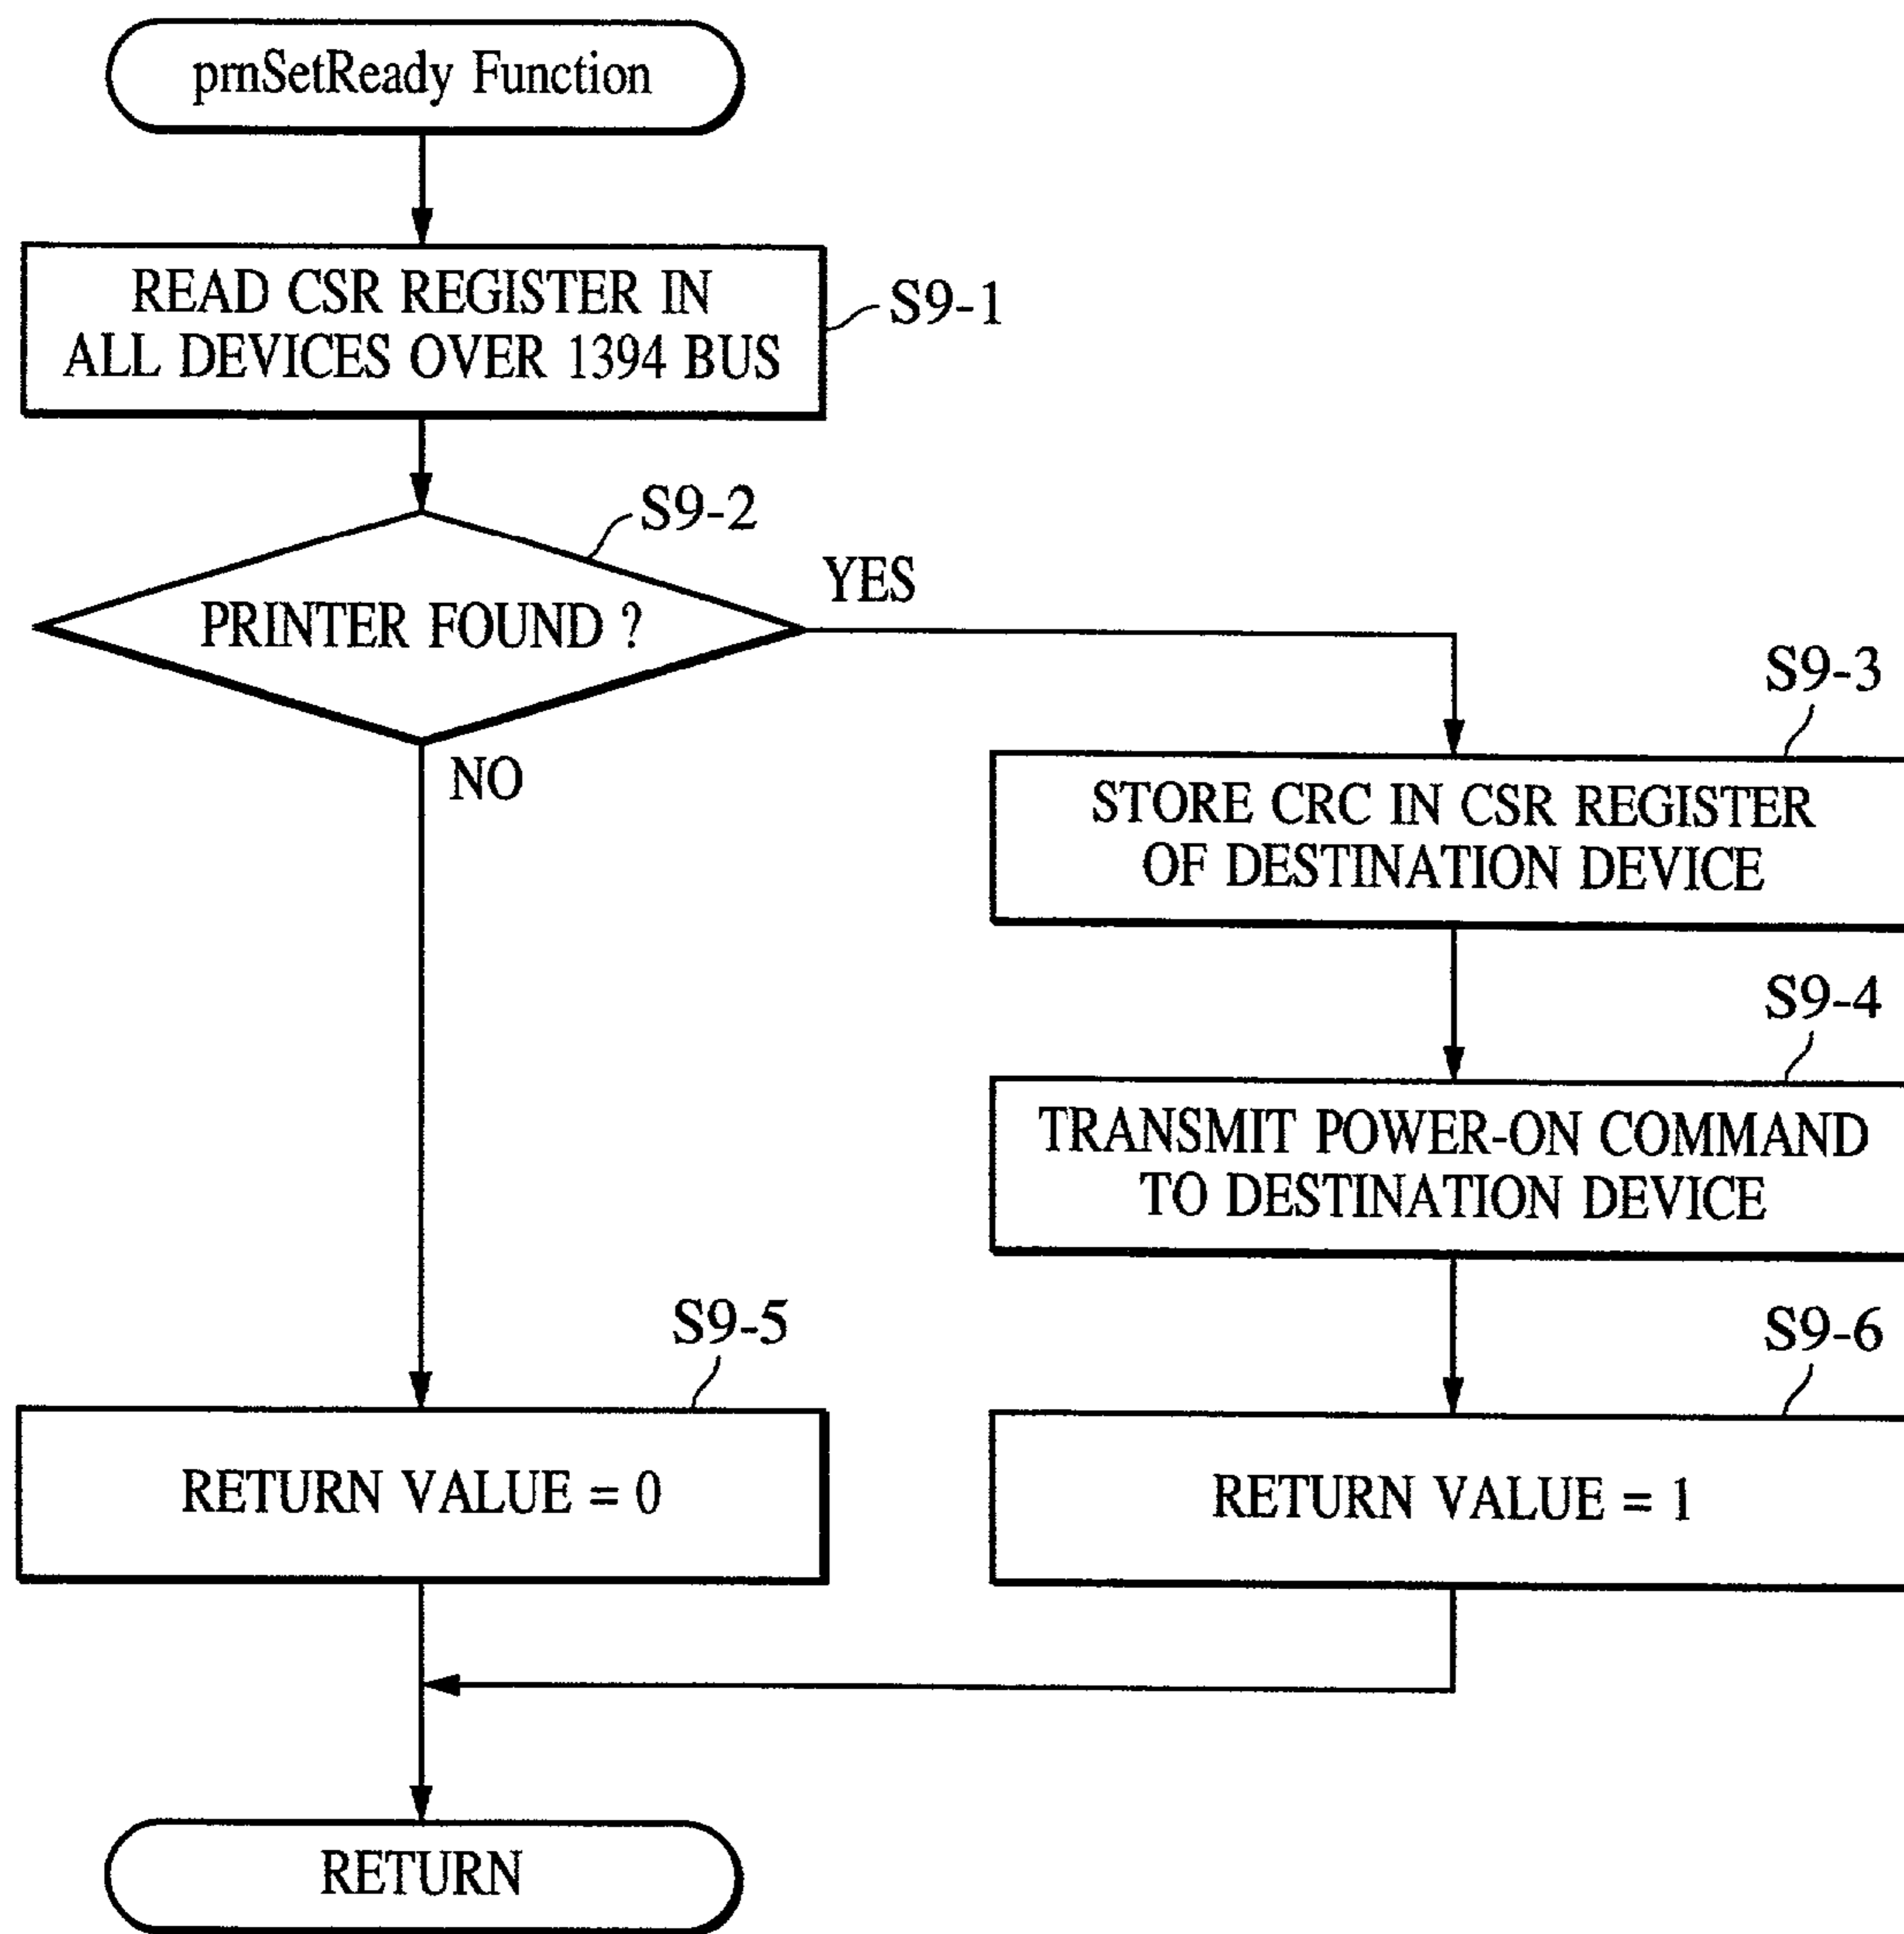 pmSetReady Function
READ CSR REGISTER IN
ALL DEVICES OVER 1394 BUS
S9-1
S9-2
PRINTER FOUND ?
YES
NO
S9-3
STORE CRC IN CSR REGISTER
OF DESTINATION DEVICE
S9-4
TRANSMIT POWER-ON COMMAND
TO DESTINATION DEVICE
S9-5
RETURN VALUE = 0
S9-6
RETURN VALUE = 1
RETURN